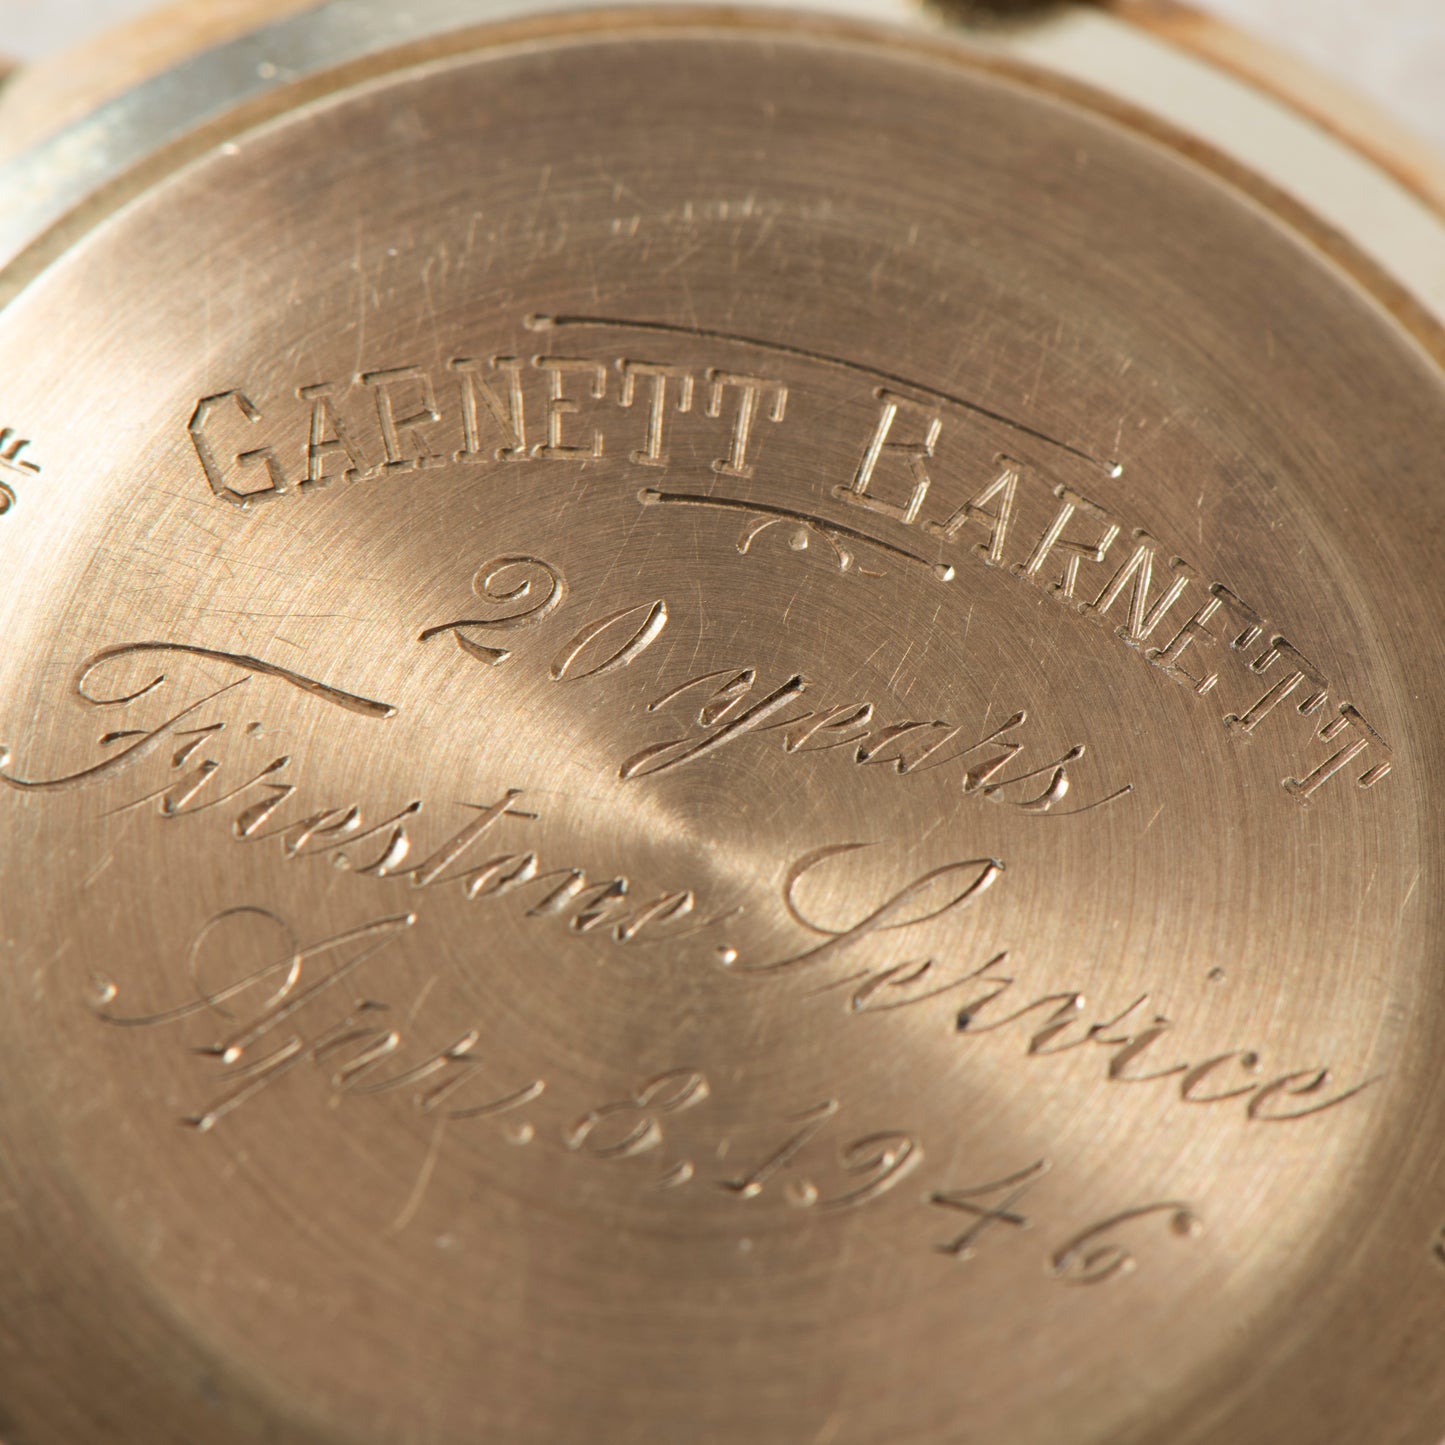 GARNETT BARNETT
20 years
Firestone Service
Apr. 8, 1946